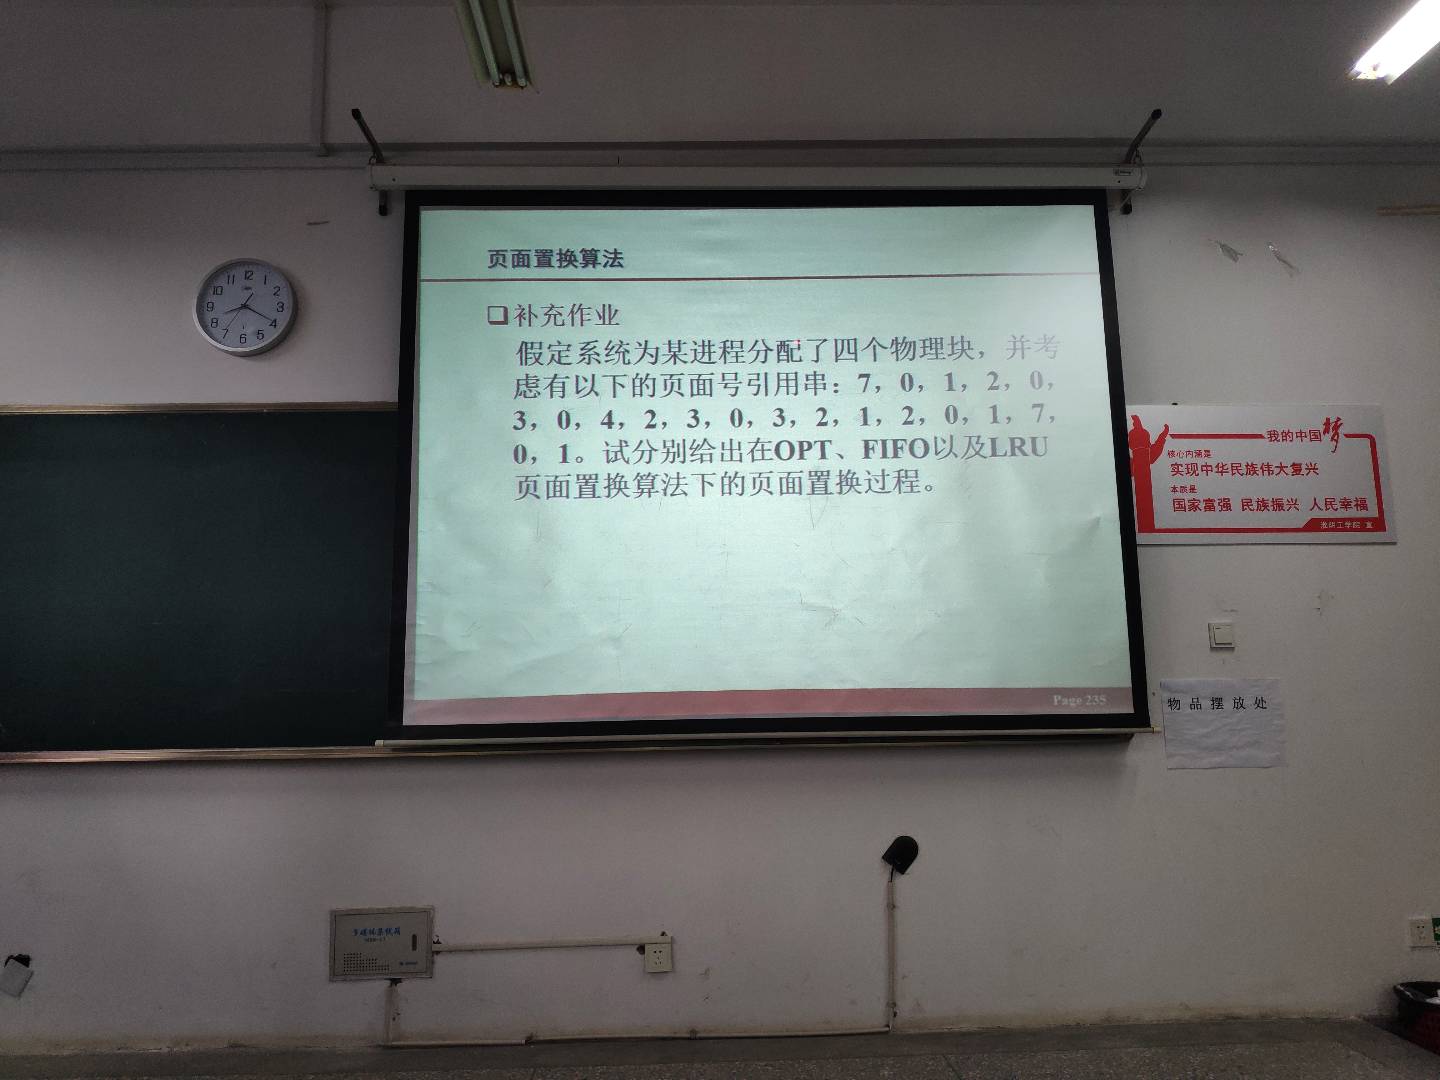 页面置换算法
补充作业
假定系统为某进程分配了四个物理块，并考
虑有以下的页面号引用串：7，0，1，2，0，
3，0，4，2，3，0，3，2，1，2，0，1，7，
0，1。试分别给出在OPT、FIFO以及LRU
页面置换算法下的页面置换过程。
Page 235
12
1
2
3
4
5
6
7
8
9
10
11
我的中国梦
核心内涵是
实现中华民族伟大复兴
本质是
国家富强 民族振兴 人民幸福
物品摆放处
多媒体集线箱